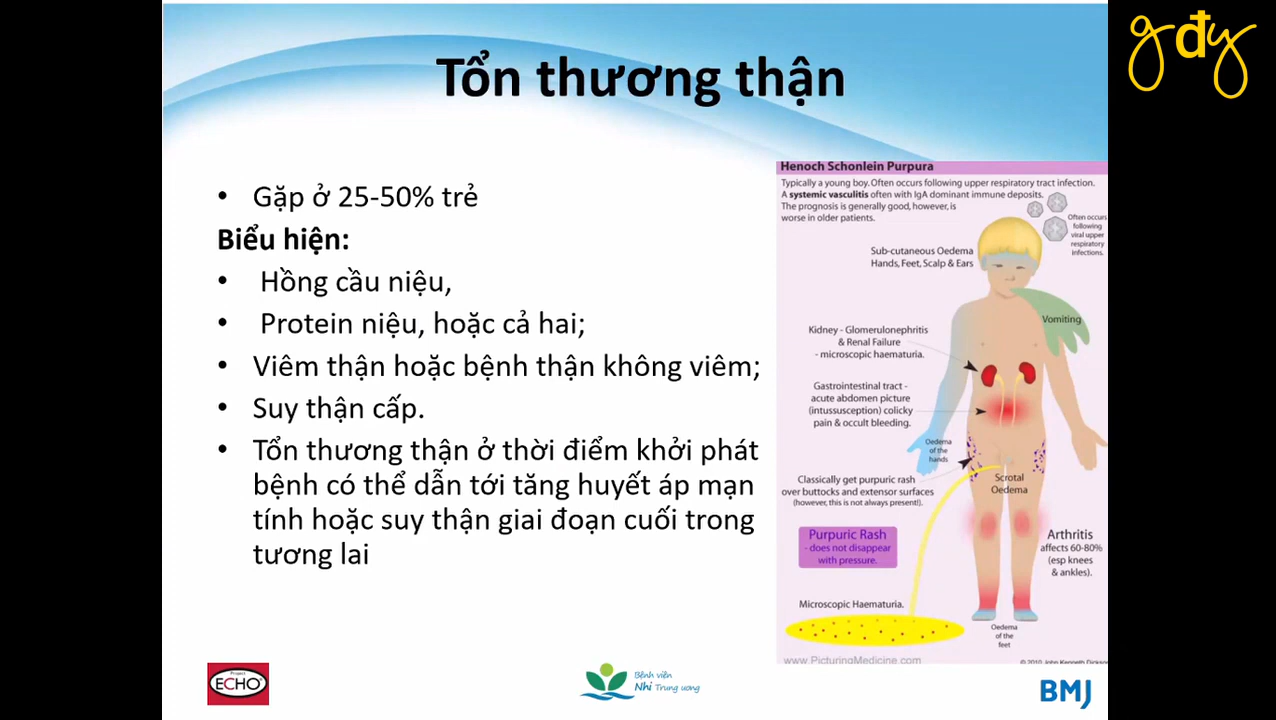 gđy
Tổn thương thận
• Gặp ở 25-50% trẻ
Biểu hiện:
• Hồng cầu niệu,
• Protein niệu, hoặc cả hai;
• Viêm thận hoặc bệnh thận không viêm;
• Suy thận cấp.
• Tổn thương thận ở thời điểm khởi phát
bệnh có thể dẫn tới tăng huyết áp mạn
tính hoặc suy thận giai đoạn cuối trong
tương lai
Henoch Schonlein Purpura
Typically a young boy. Often occurs following upper respiratory tract infection.
A systemic vasculitis often with IgA dominant immune deposits.
The prognosis is generally good, however, is
worse in older patients.
Often occurs
following
viral upper
respiratory
infections.
Sub-cutaneous Oedema
Hands, Feet, Scalp & Ears
Vomiting
Kidney - Glomerulonephritis
& Renal Failure
- microscopic haematuria.
Gastrointestinal tract -
acute abdomen picture
(intussusception) colicky
pain & occult bleeding.
Oedema
of the
hands
Classically get purpuric rash
over buttocks and extensor surfaces
(however, this is not always present!).
Scrotal
Oedema
Purpuric Rash
- does not disappear
with pressure.
Arthritis
affects 60-80%
(esp knees
& ankles).
Microscopic Haematuria.
Oedema
of the
feet
www.PicturingMedicine.com
© 2010 John Kenneth Dickso
Project
ECHO
Bệnh viện
Nhi Trung ương
BMJ